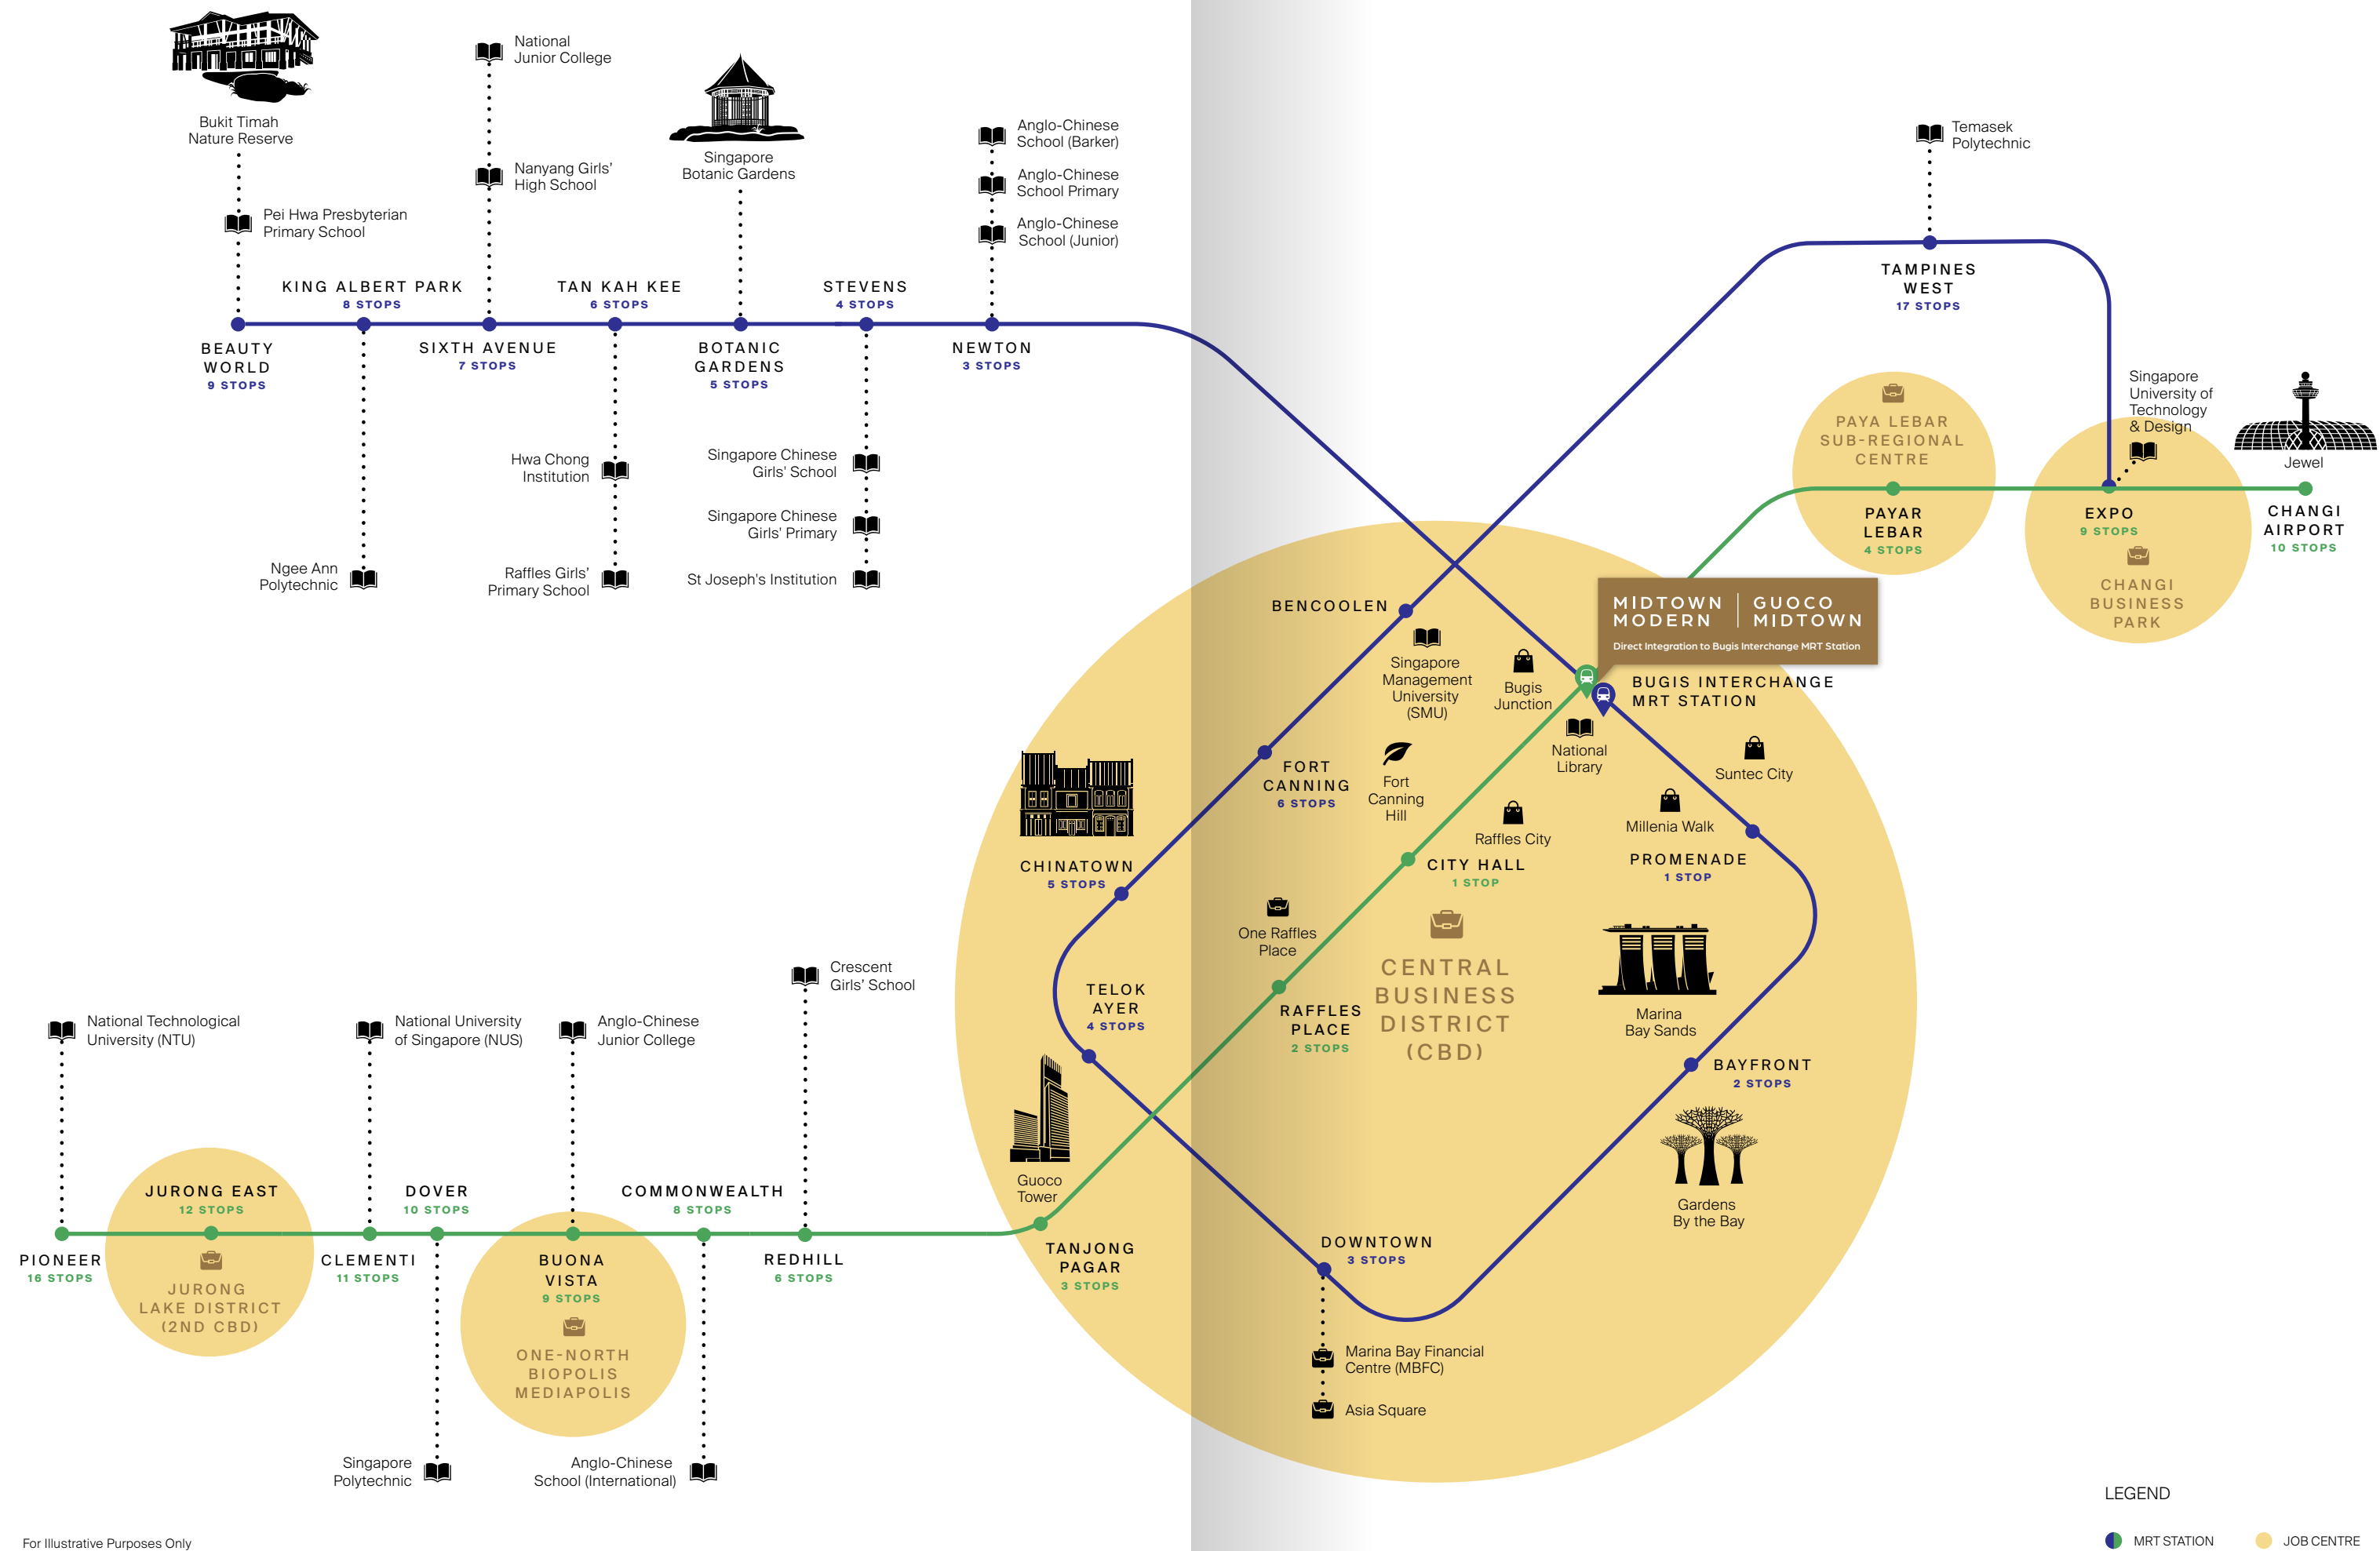 Bukit Timah
Nature Reserve
Pei Hwa Presbyterian
Primary School
National
Junior College
Nanyang Girls'
High School
Singapore
Botanic Gardens
Anglo-Chinese
School (Barker)
Anglo-Chinese
School Primary
Anglo-Chinese
School (Junior)
KING ALBERT PARK
8 STOPS
TAN KAH KEE
6 STOPS
STEVENS
4 STOPS
BEAUTY
WORLD
9 STOPS
SIXTH AVENUE
7 STOPS
BOTANIC
GARDENS
5 STOPS
NEWTON
3 STOPS
Ngee Ann
Polytechnic
Hwa Chong
Institution
Raffles Girls'
Primary School
Singapore Chinese
Girls' School
Singapore Chinese
Girls' Primary
St Joseph's Institution
Temasek
Polytechnic
TAMPINES
WEST
17 STOPS
PAYA LEBAR
SUB-REGIONAL
CENTRE
PAYAR
LEBAR
4 STOPS
Singapore
University of
Technology
& Design
EXPO
9 STOPS
CHANGI
BUSINESS
PARK
Jewel
CHANGI
AIRPORT
10 STOPS
MIDTOWN
MODERN
GUOCO
MIDTOWN
Direct Integration to Bugis Interchange MRT Station
BUGIS INTERCHANGE
MRT STATION
BENCOOLEN
Singapore
Management
University
(SMU)
Bugis
Junction
National
Library
Suntec City
FORT
CANNING
6 STOPS
Fort
Canning
Hill
Raffles City
Millenia Walk
PROMENADE
1 STOP
CHINATOWN
5 STOPS
CITY HALL
1 STOP
One Raffles
Place
CENTRAL
BUSINESS
DISTRICT
(CBD)
TELOK
AYER
4 STOPS
RAFFLES
PLACE
2 STOPS
Marina
Bay Sands
BAYFRONT
2 STOPS
Gardens
By the Bay
Guoco
Tower
TANJONG
PAGAR
3 STOPS
DOWNTOWN
3 STOPS
Marina Bay Financial
Centre (MBFC)
Asia Square
National Technological
University (NTU)
National University
of Singapore (NUS)
Anglo-Chinese
Junior College
Crescent
Girls' School
JURONG EAST
12 STOPS
DOVER
10 STOPS
COMMONWEALTH
8 STOPS
PIONEER
16 STOPS
JURONG
LAKE DISTRICT
(2ND CBD)
CLEMENTI
11 STOPS
BUONA
VISTA
9 STOPS
ONE-NORTH
BIOPOLIS
MEDIAPOLIS
REDHILL
6 STOPS
Singapore
Polytechnic
Anglo-Chinese
School (International)
LEGEND
MRT STATION
JOB CENTRE
For Illustrative Purposes Only